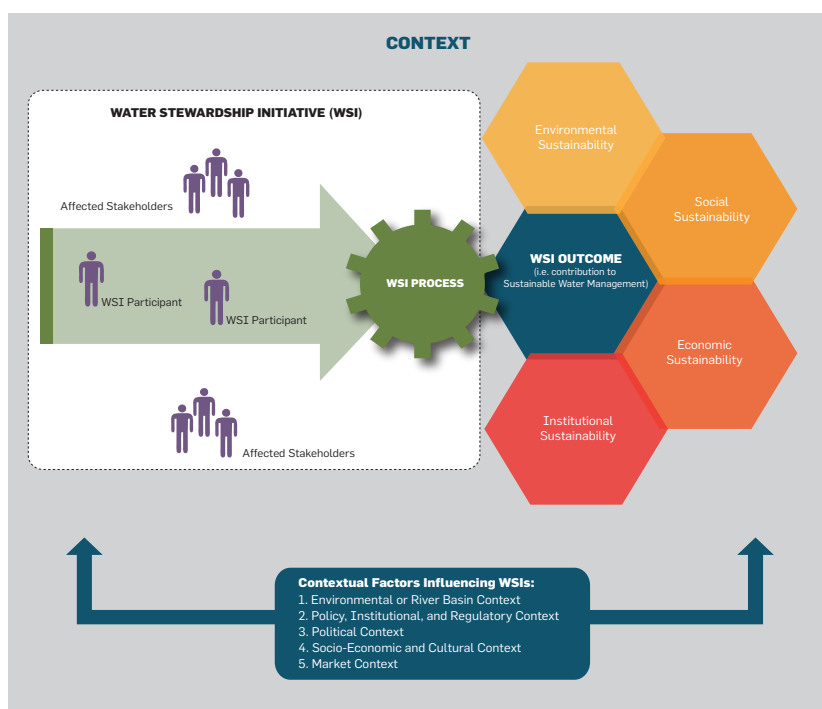 CONTEXT
WATER STEWARDSHIP INITIATIVE (WSI)
Affected Stakeholders
WSI Participant
WSI Participant
Affected Stakeholders
WSI PROCESS
Environmental
Sustainability
Social
Sustainability
WSI OUTCOME
(i.e. contribution to
Sustainable Water Management)
Economic
Sustainability
Institutional
Sustainability
Contextual Factors Influencing WSIs:
1. Environmental or River Basin Context
2. Policy, Institutional, and Regulatory Context
3. Political Context
4. Socio-Economic and Cultural Context
5. Market Context